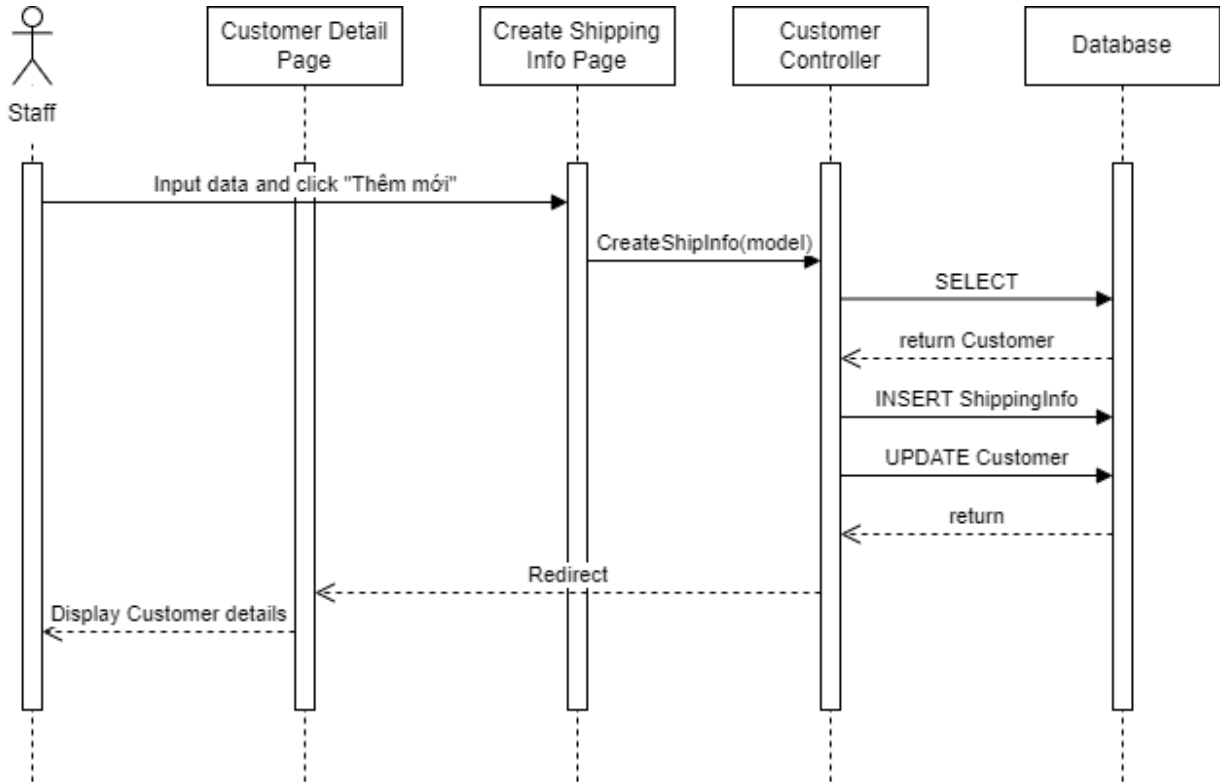 Customer Detail
Page
Create Shipping
Info Page
Customer
Controller
Database
Staff
Input data and click "Thêm mới"
CreateShipInfo(model)
SELECT
return Customer
INSERT ShippingInfo
UPDATE Customer
return
Redirect
Display Customer details